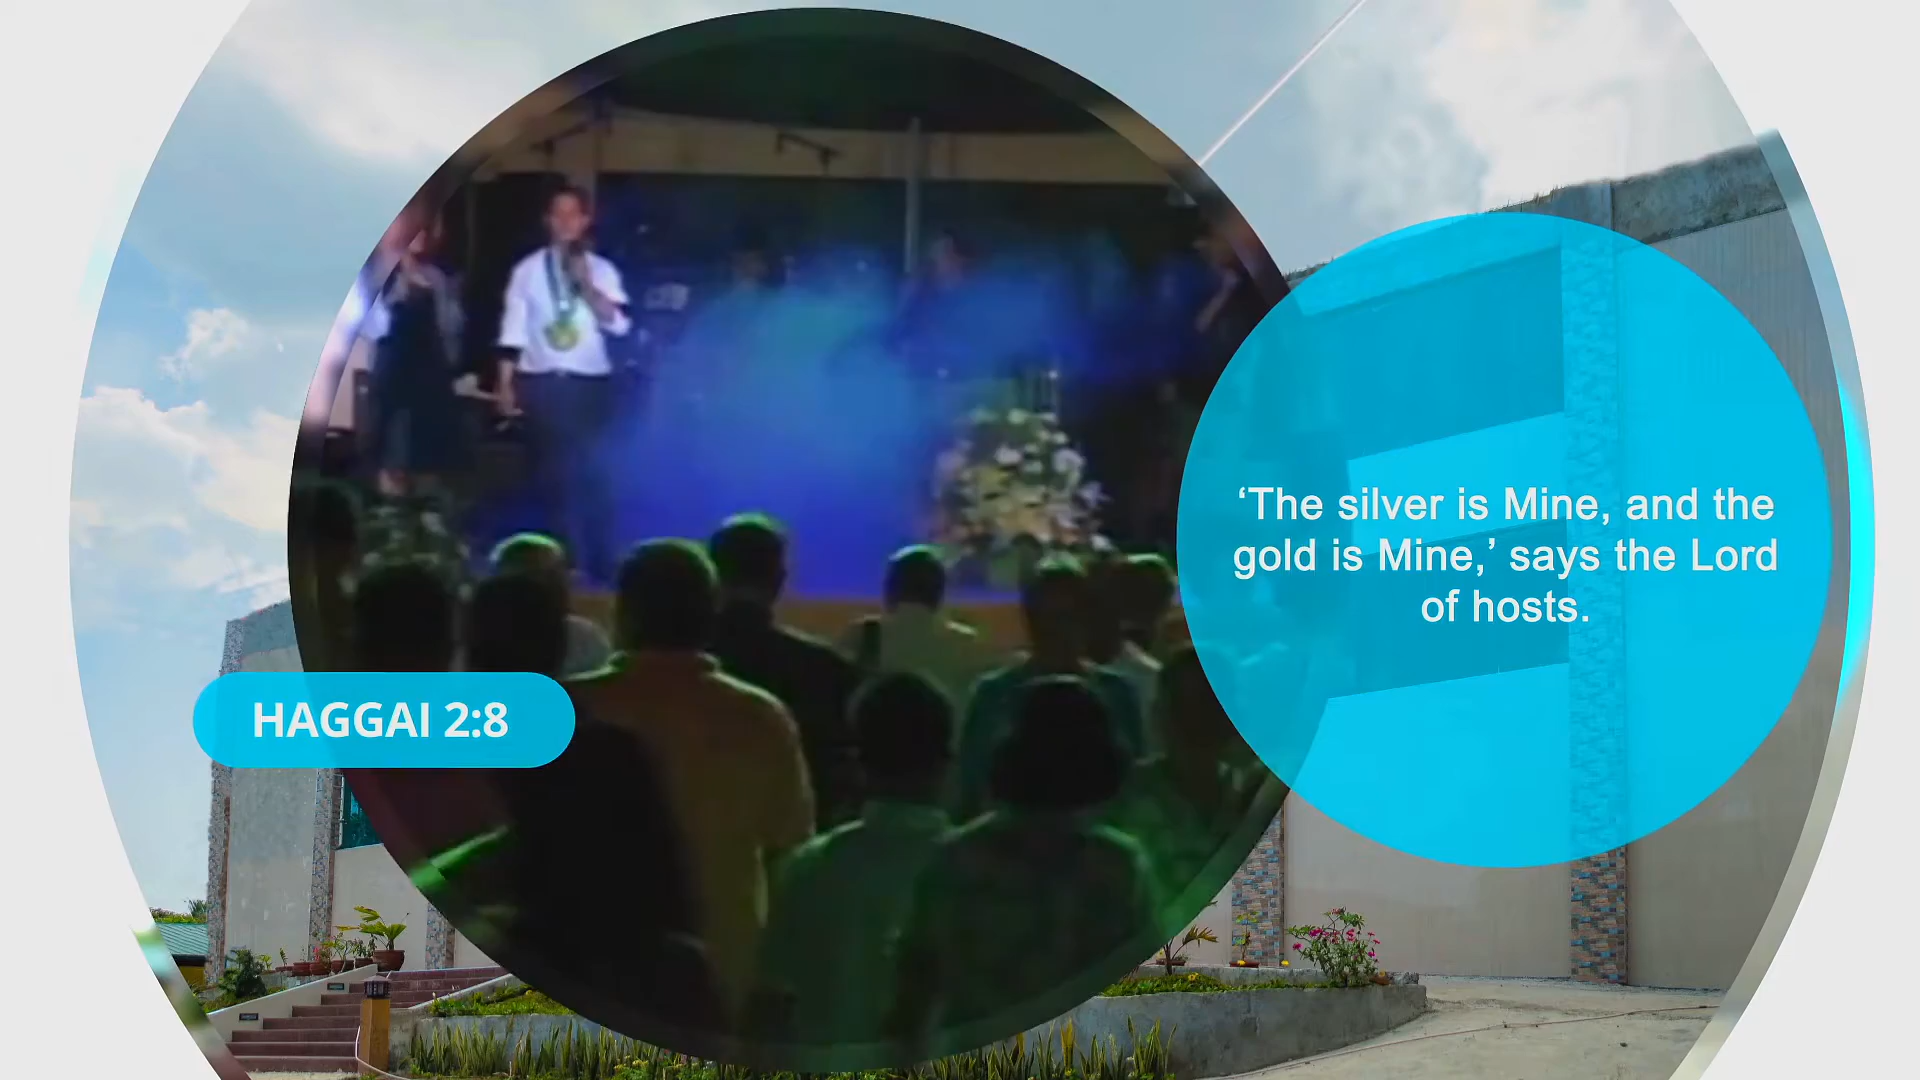 ‘The silver is Mine, and the
gold is Mine,’ says the Lord
of hosts.
HAGGAI 2:8